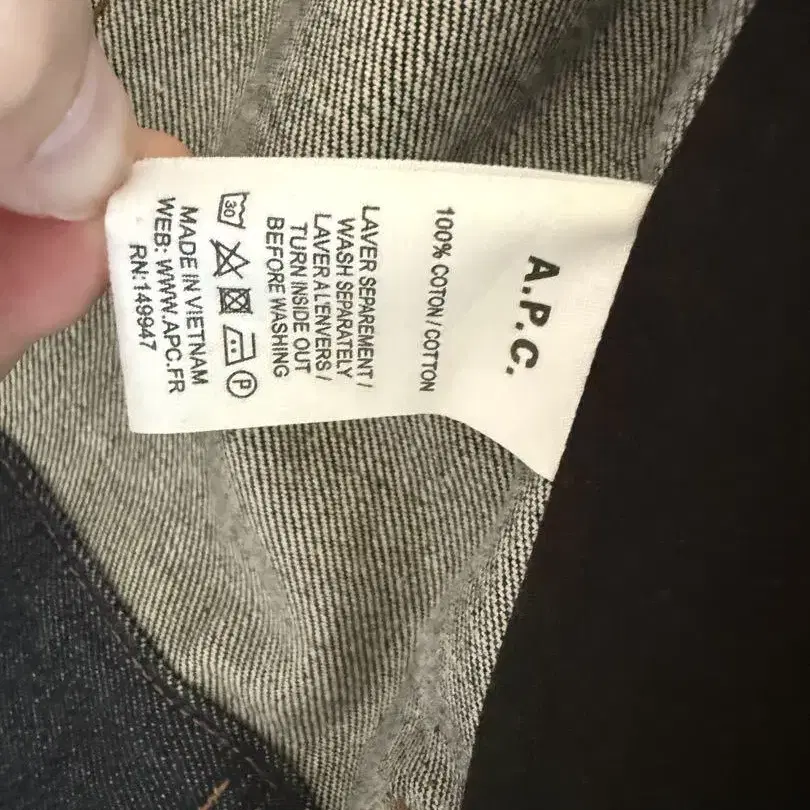 A.P.C.
100% COTON / COTTON
LAVER SEPAREMENT /
WASH SEPARATELY
LAVER A L'ENVERS /
TURN INSIDE OUT
BEFORE WASHING
30
P
MADE IN VIETNAM
WEB: WWW.APC.FR
RN:149947